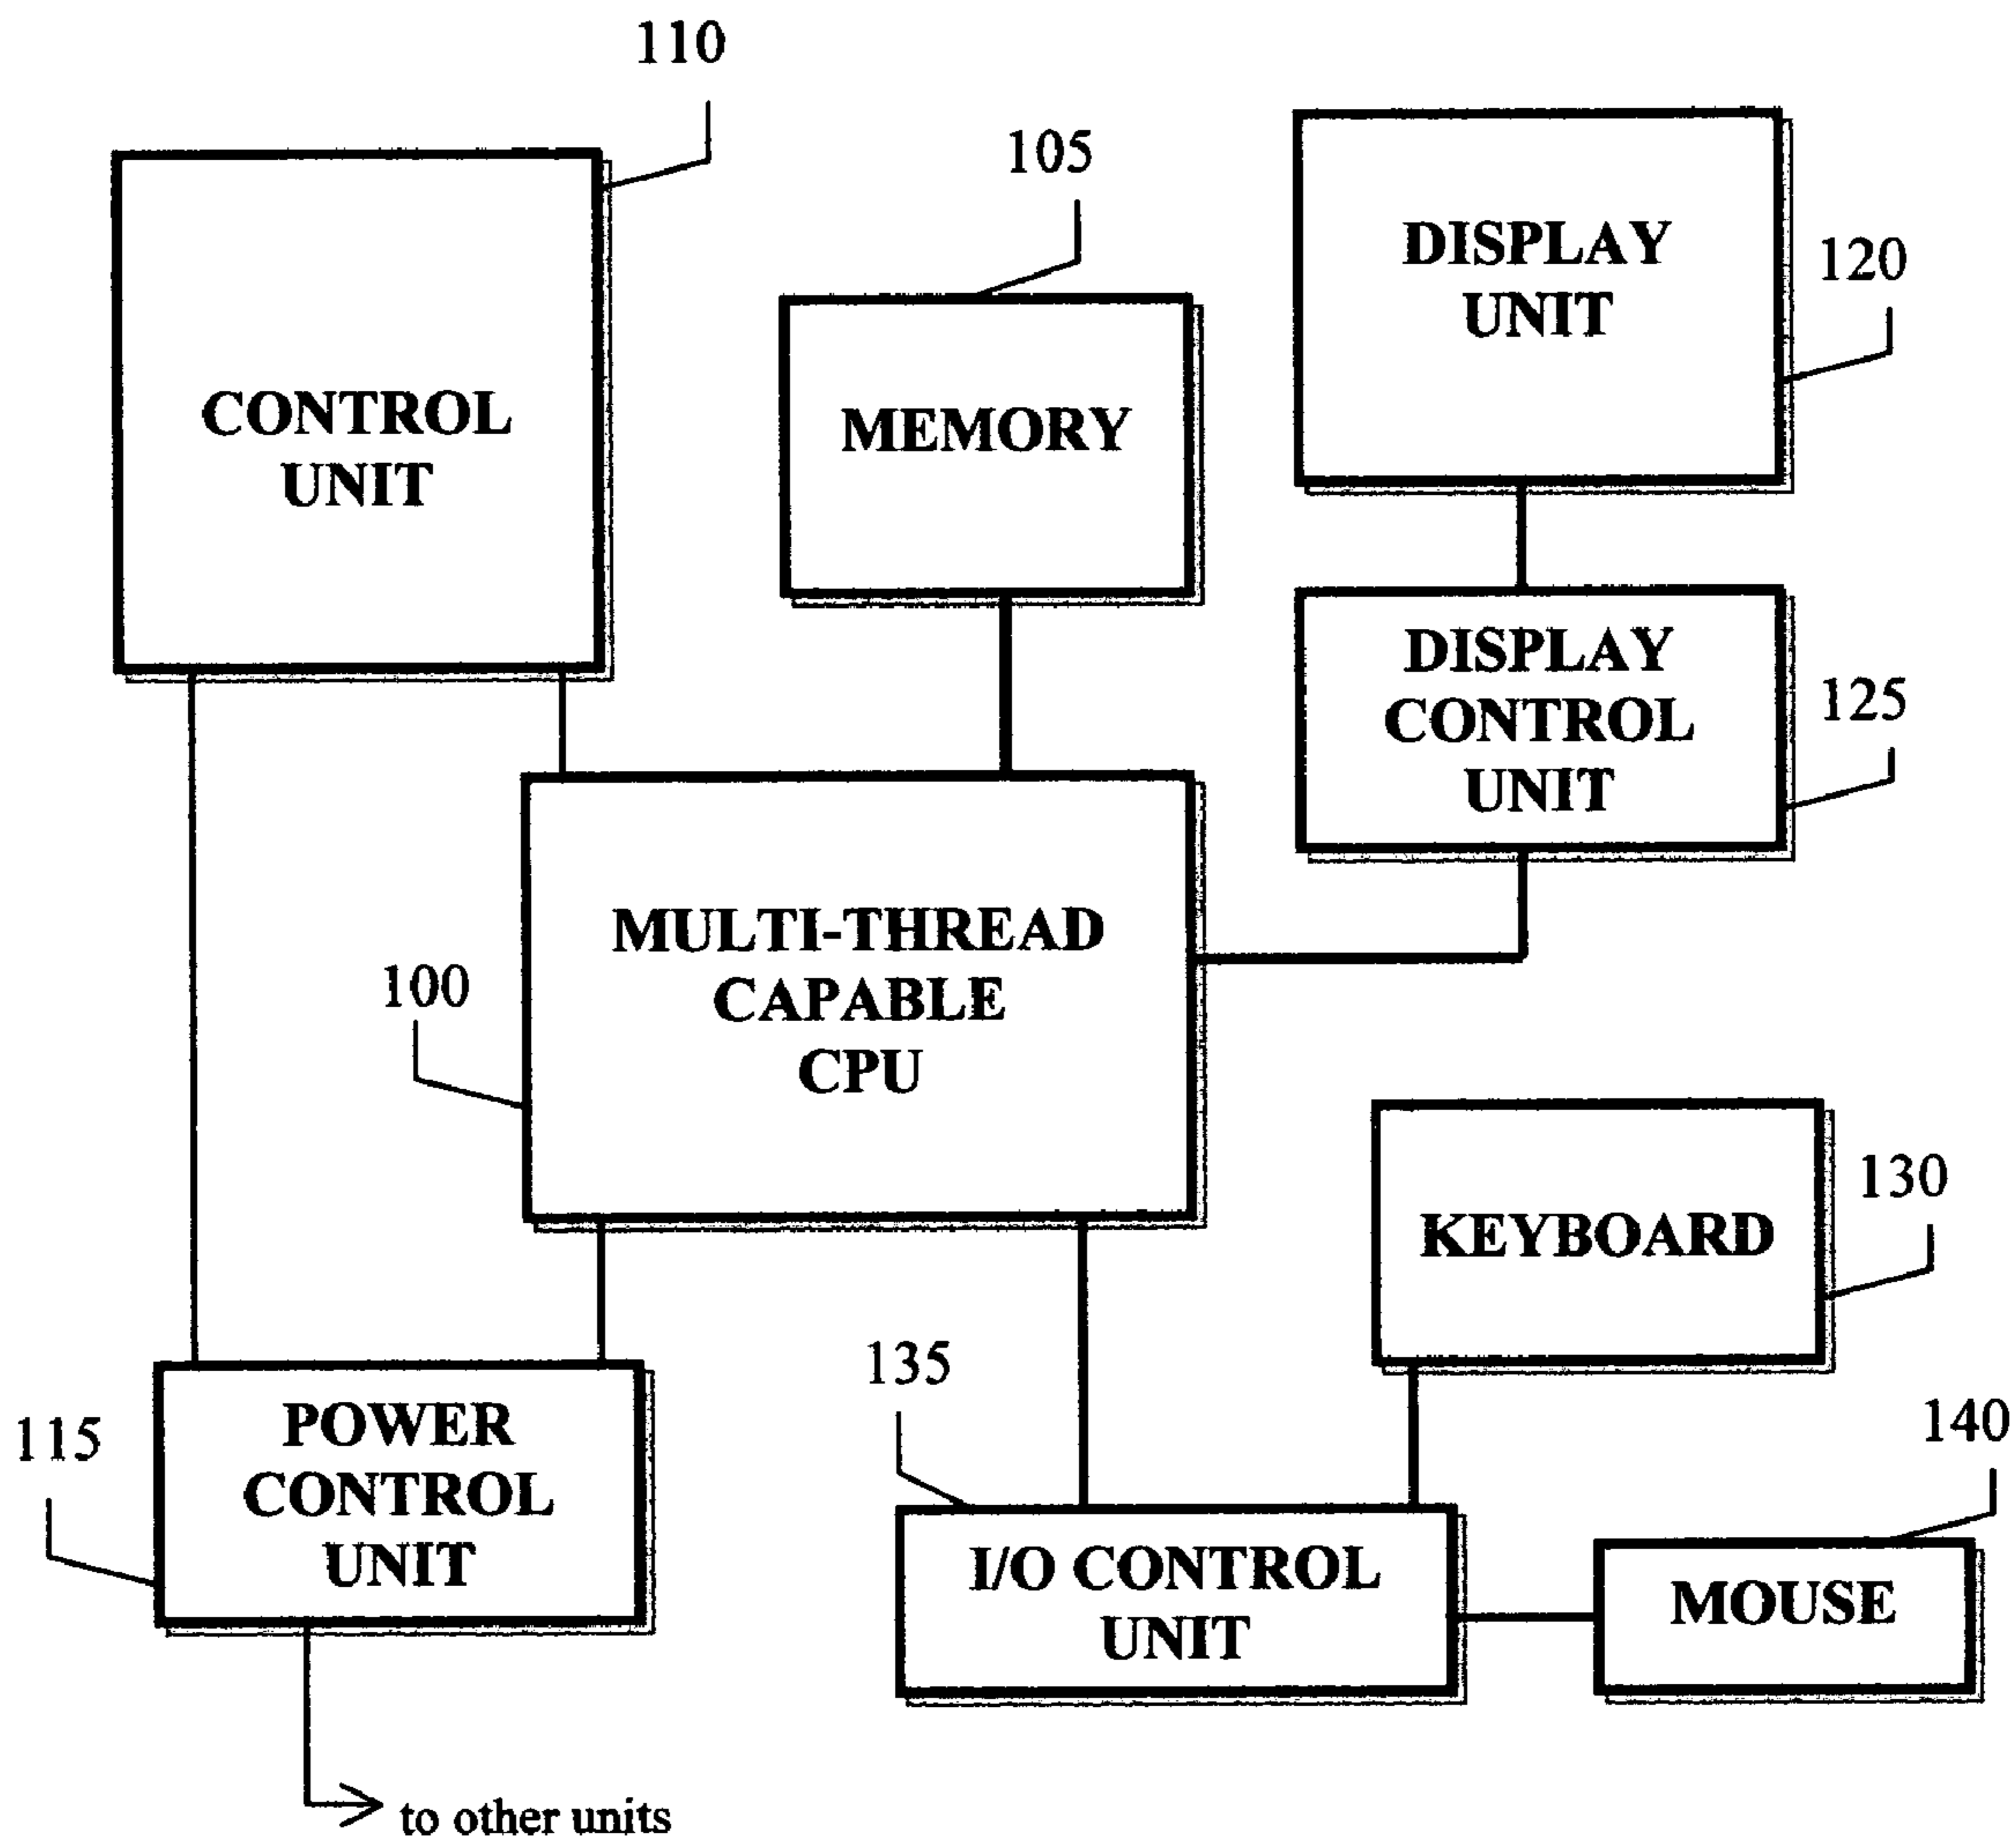 110
105
CONTROL
UNIT
MEMORY
DISPLAY
UNIT
120
DISPLAY
CONTROL
UNIT
125
100
MULTI-THREAD
CAPABLE
CPU
KEYBOARD
130
115
POWER
CONTROL
UNIT
135
I/O CONTROL
UNIT
140
MOUSE
to other units